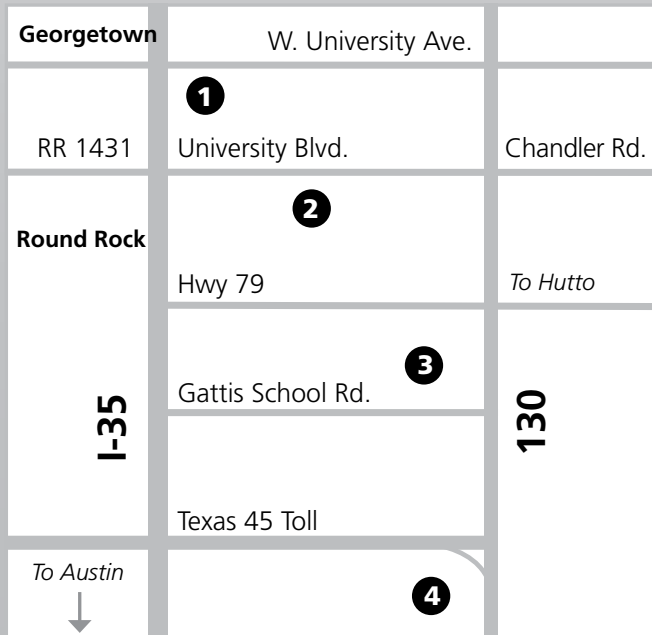 Georgetown
W. University Ave.
1
RR 1431
University Blvd.
Chandler Rd.
2
Round Rock
Hwy 79
To Hutto
3
Gattis School Rd.
I-35
130
Texas 45 Toll
To Austin
4